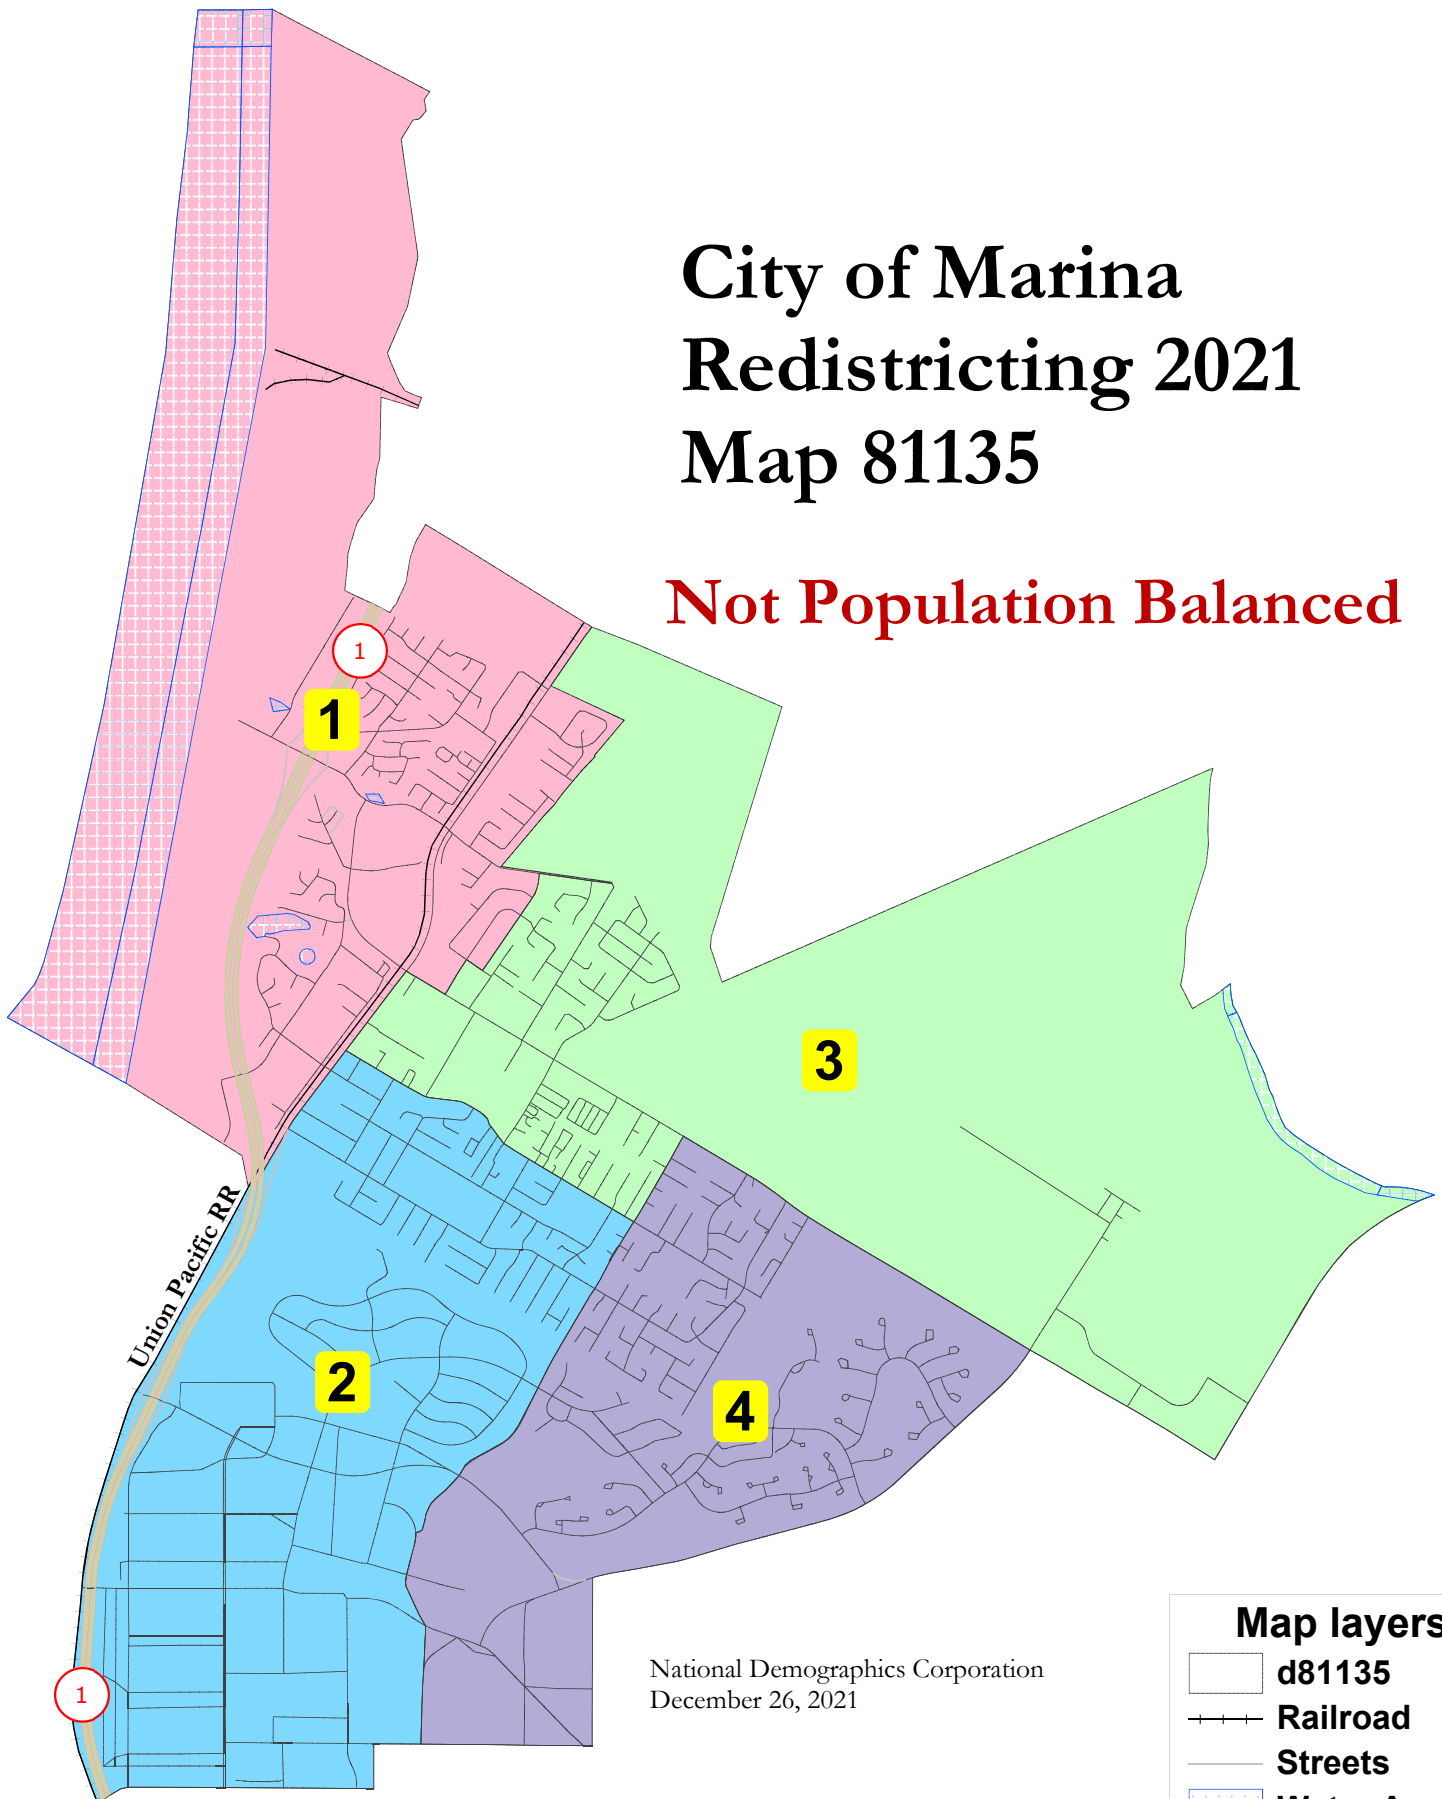 City of Marina
Redistricting 2021
Map 81135
Not Population Balanced
1
1
3
Union Pacific RR
2
4
1
National Demographics Corporation
December 26, 2021
Map layers
d81135
Railroad
Streets